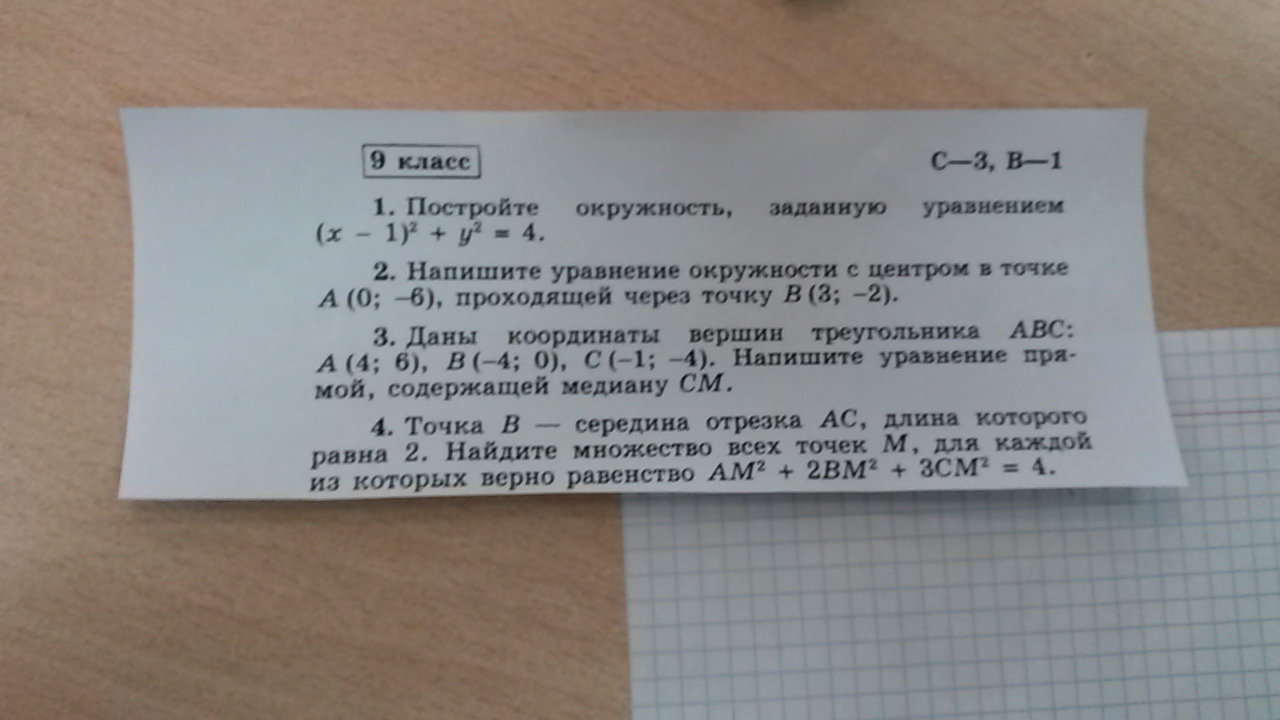 9 класс
С—3, В—1
1. Постройте окружность, заданную уравнением
(x − 1)² + y² = 4.
2. Напишите уравнение окружности с центром в точке
A (0; −6), проходящей через точку B (3; −2).
3. Даны координаты вершин треугольника ABC:
A (4; 6), B (−4; 0), C (−1; −4). Напишите уравнение пря-
мой, содержащей медиану CM.
4. Точка B — середина отрезка AC, длина которого
равна 2. Найдите множество всех точек M, для каждой
из которых верно равенство AM² + 2BM² + 3CM² = 4.